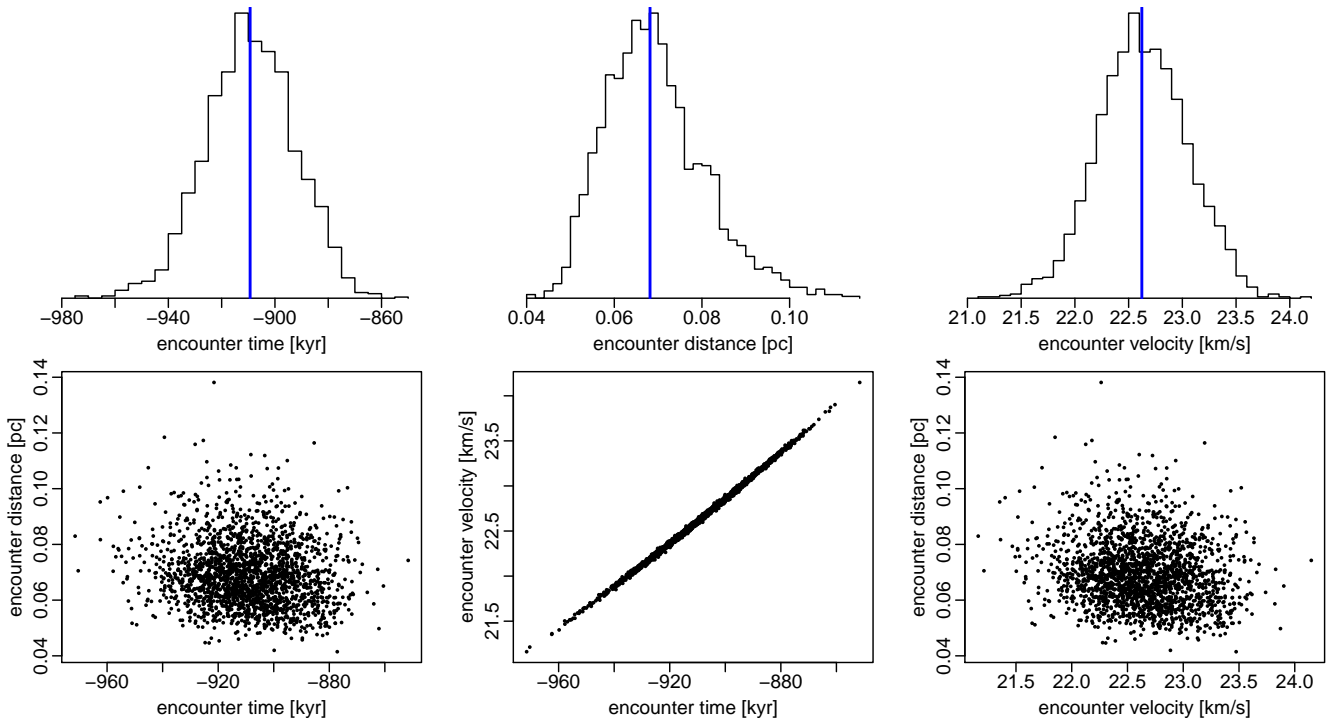 −980 −940 −900 −860
encounter time [kyr]
0.04 0.06 0.08 0.10
encounter distance [pc]
21.0 21.5 22.0 22.5 23.0 23.5 24.0
encounter velocity [km/s]
0.04 0.06 0.08 0.10 0.12 0.14
encounter distance [pc]
−960 −920 −880
encounter time [kyr]
21.5 22.5 23.5
encounter velocity [km/s]
−960 −920 −880
encounter time [kyr]
0.04 0.06 0.08 0.10 0.12 0.14
encounter distance [pc]
21.5 22.0 22.5 23.0 23.5 24.0
encounter velocity [km/s]